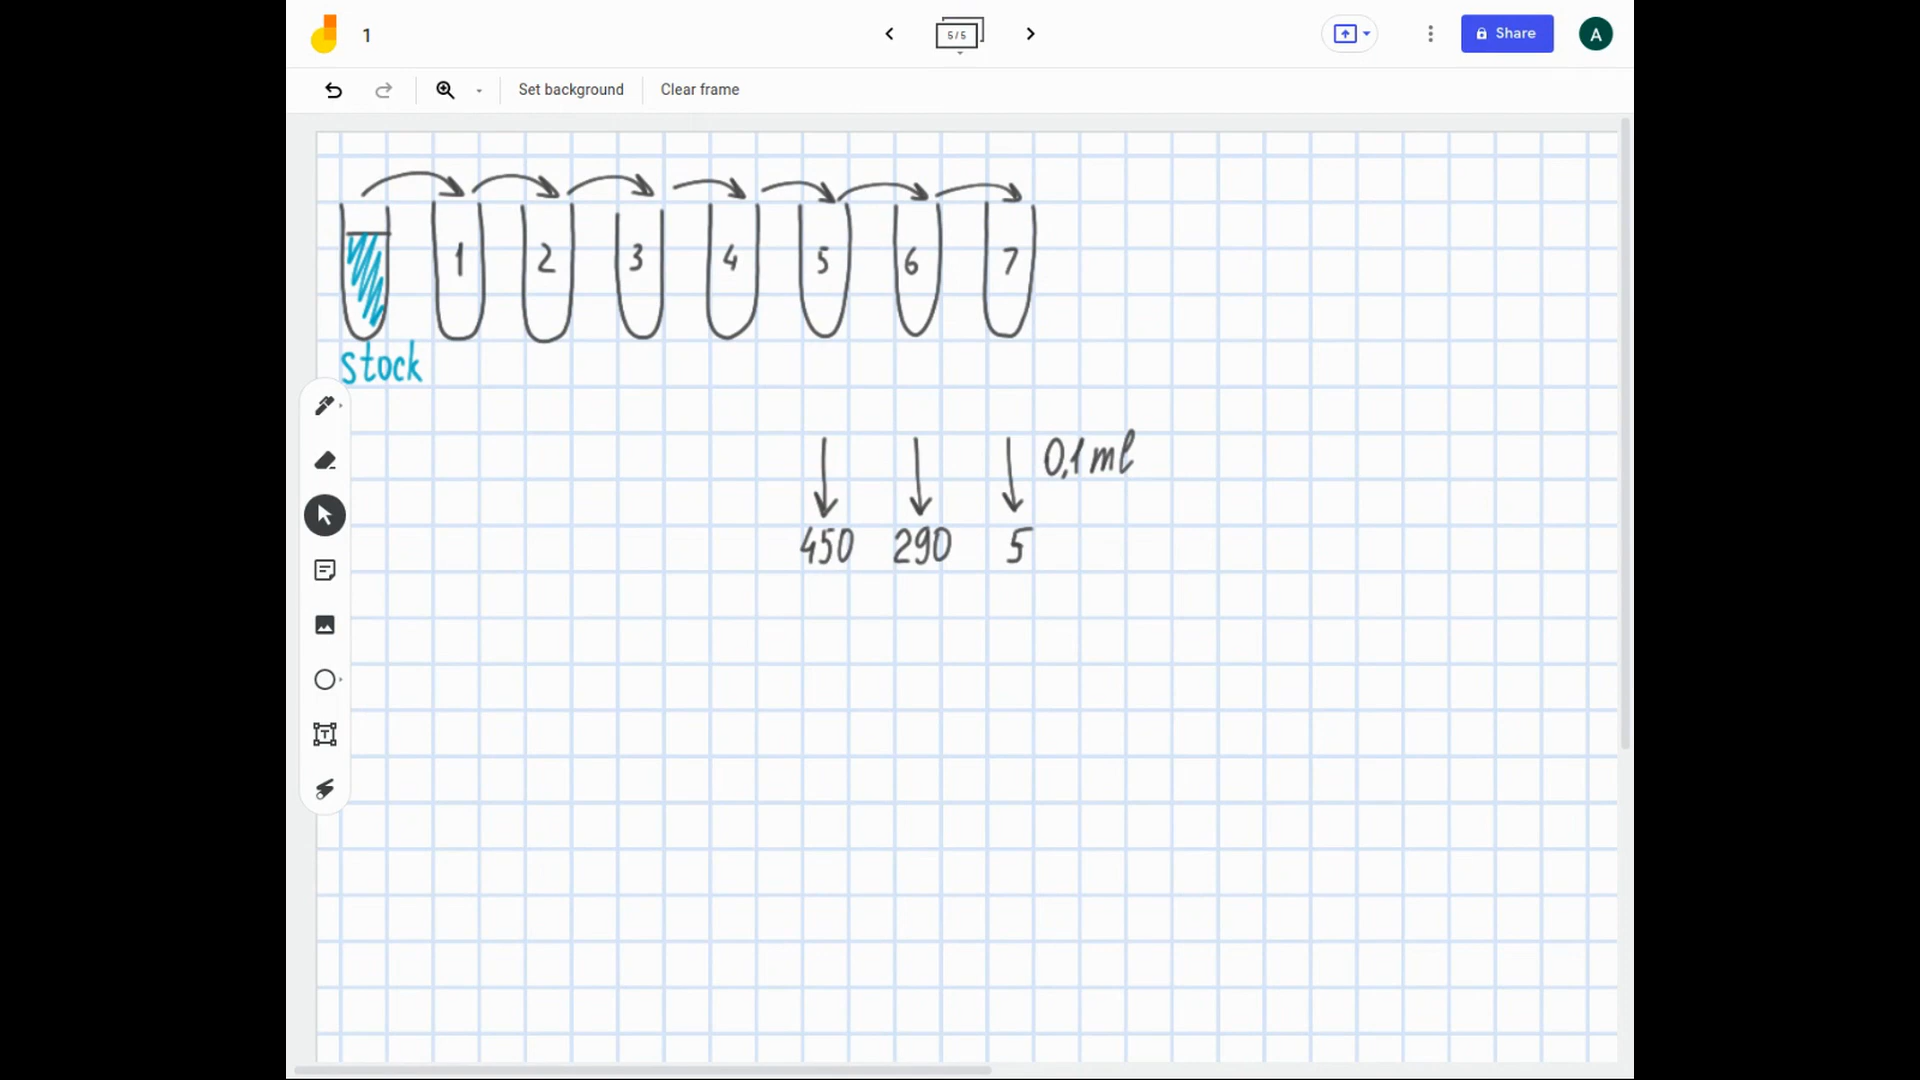 1
5/5
Share
A
Set background
Clear frame
1 2 3 4 5 6 7
stock
0,1 ml
450 290 5